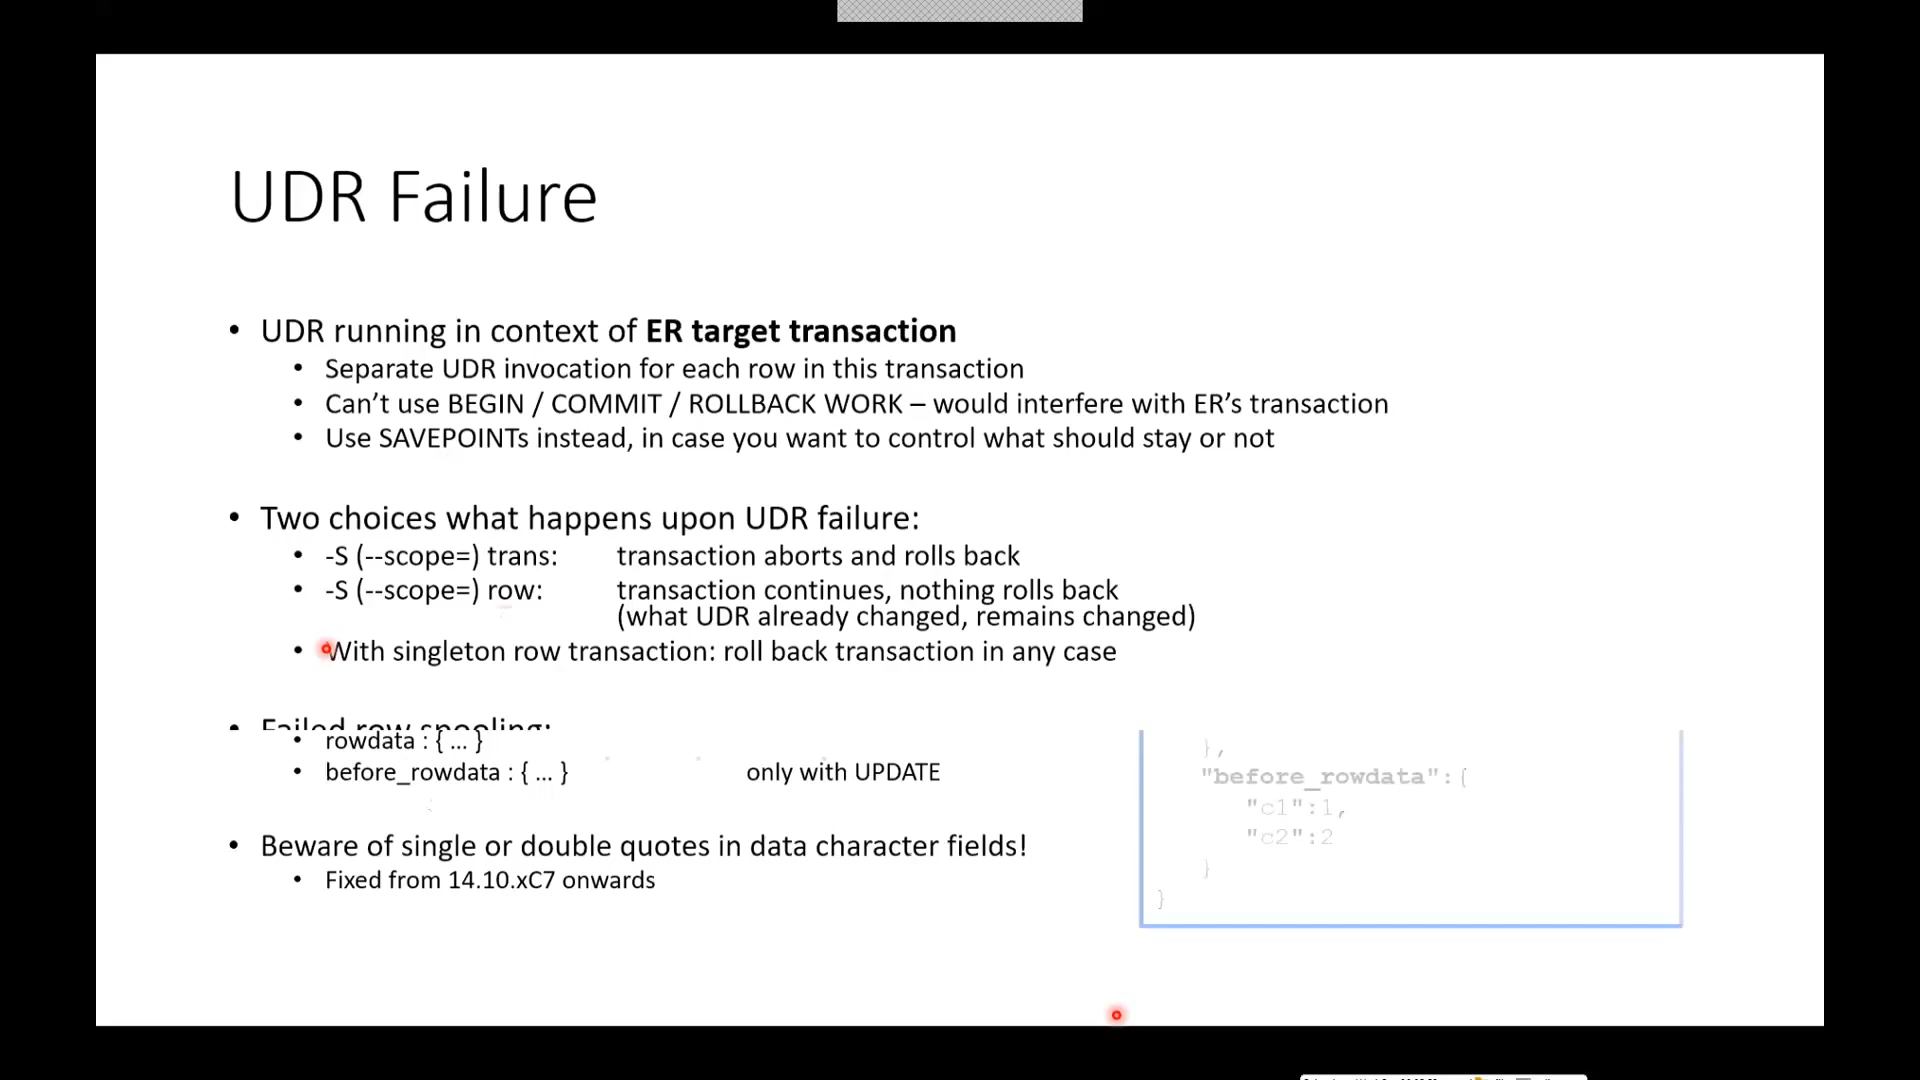 UDR Failure
• UDR running in context of ER target transaction
• Separate UDR invocation for each row in this transaction
• Can’t use BEGIN / COMMIT / ROLLBACK WORK – would interfere with ER’s transaction
• Use SAVEPOINTs instead, in case you want to control what should stay or not
• Two choices what happens upon UDR failure:
• -S (--scope=) trans: transaction aborts and rolls back
• -S (--scope=) row: transaction continues, nothing rolls back
(what UDR already changed, remains changed)
• With singleton row transaction: roll back transaction in any case
• Failed row spooling:
• rowdata : { ... }
• before_rowdata : { ... } only with UPDATE
• Beware of single or double quotes in data character fields!
• Fixed from 14.10.xC7 onwards
},
"before_rowdata":{
"c1":1,
"c2":2
}
}